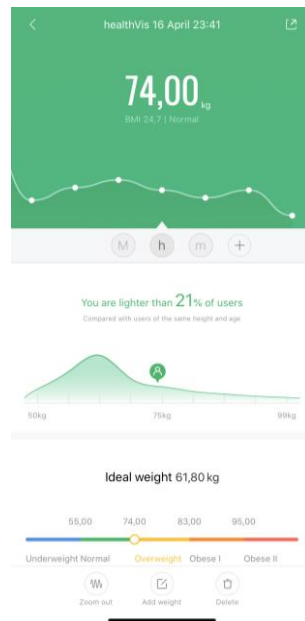 healthVis 16 April 23:41
74,00 kg
BMI 24,7 | Normal
M h m +
You are lighter than 21% of users
Compared with users of the same height and age
50kg 75kg 99kg
Ideal weight 61,80 kg
55,00 74,00 83,00 95,00
Underweight Normal Overweight Obese I Obese II
Zoom out Add weight Delete